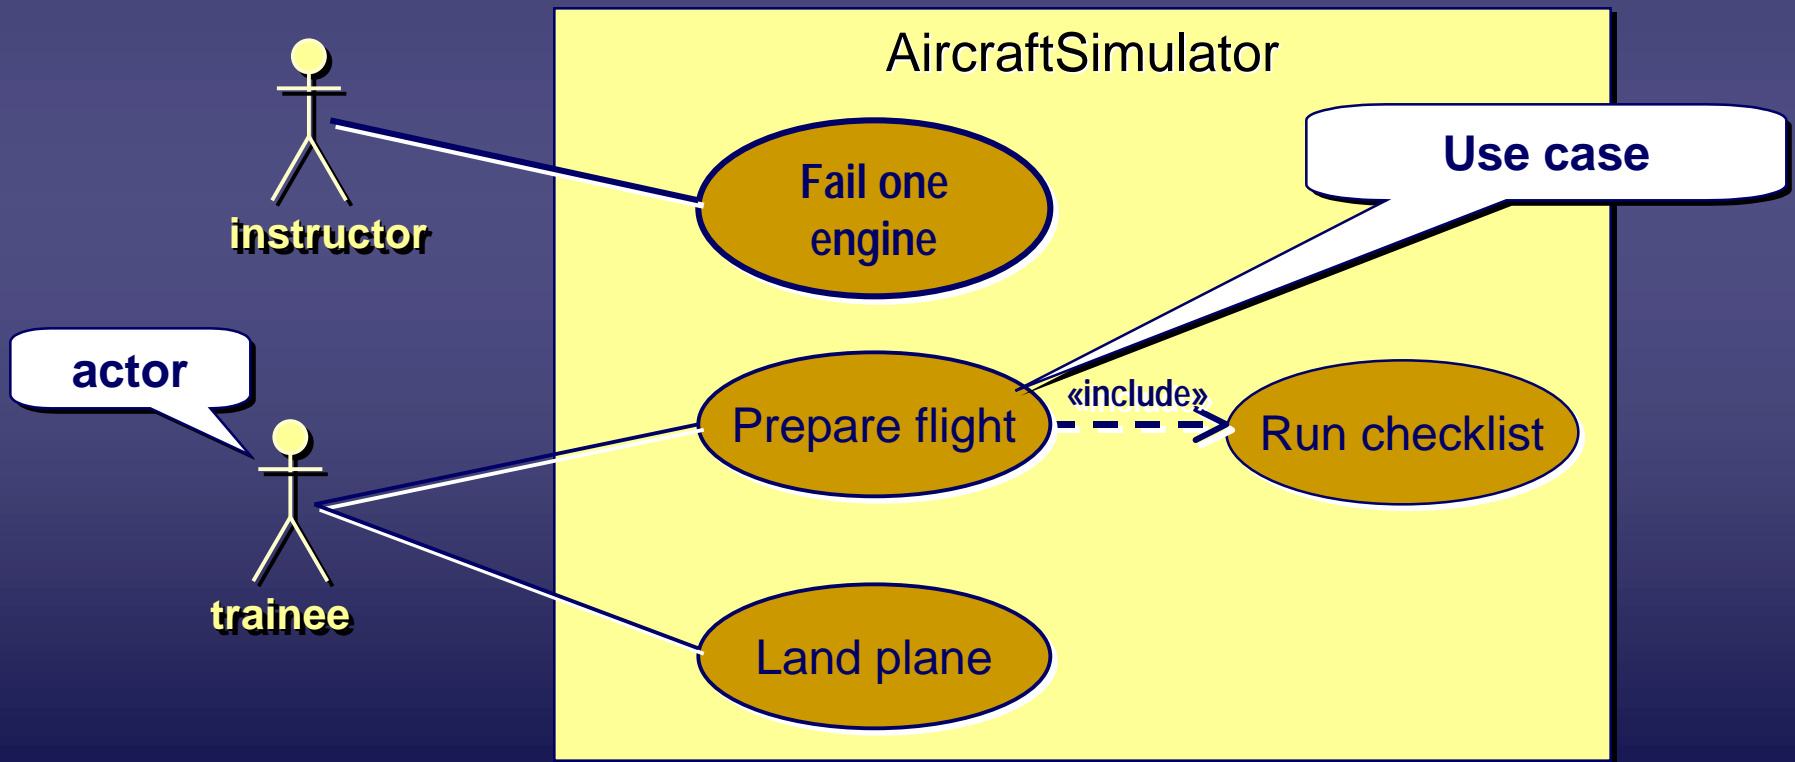 AircraftSimulator
instructor
Fail one
engine
Use case
actor
«include»
Prepare flight
Run checklist
trainee
Land plane